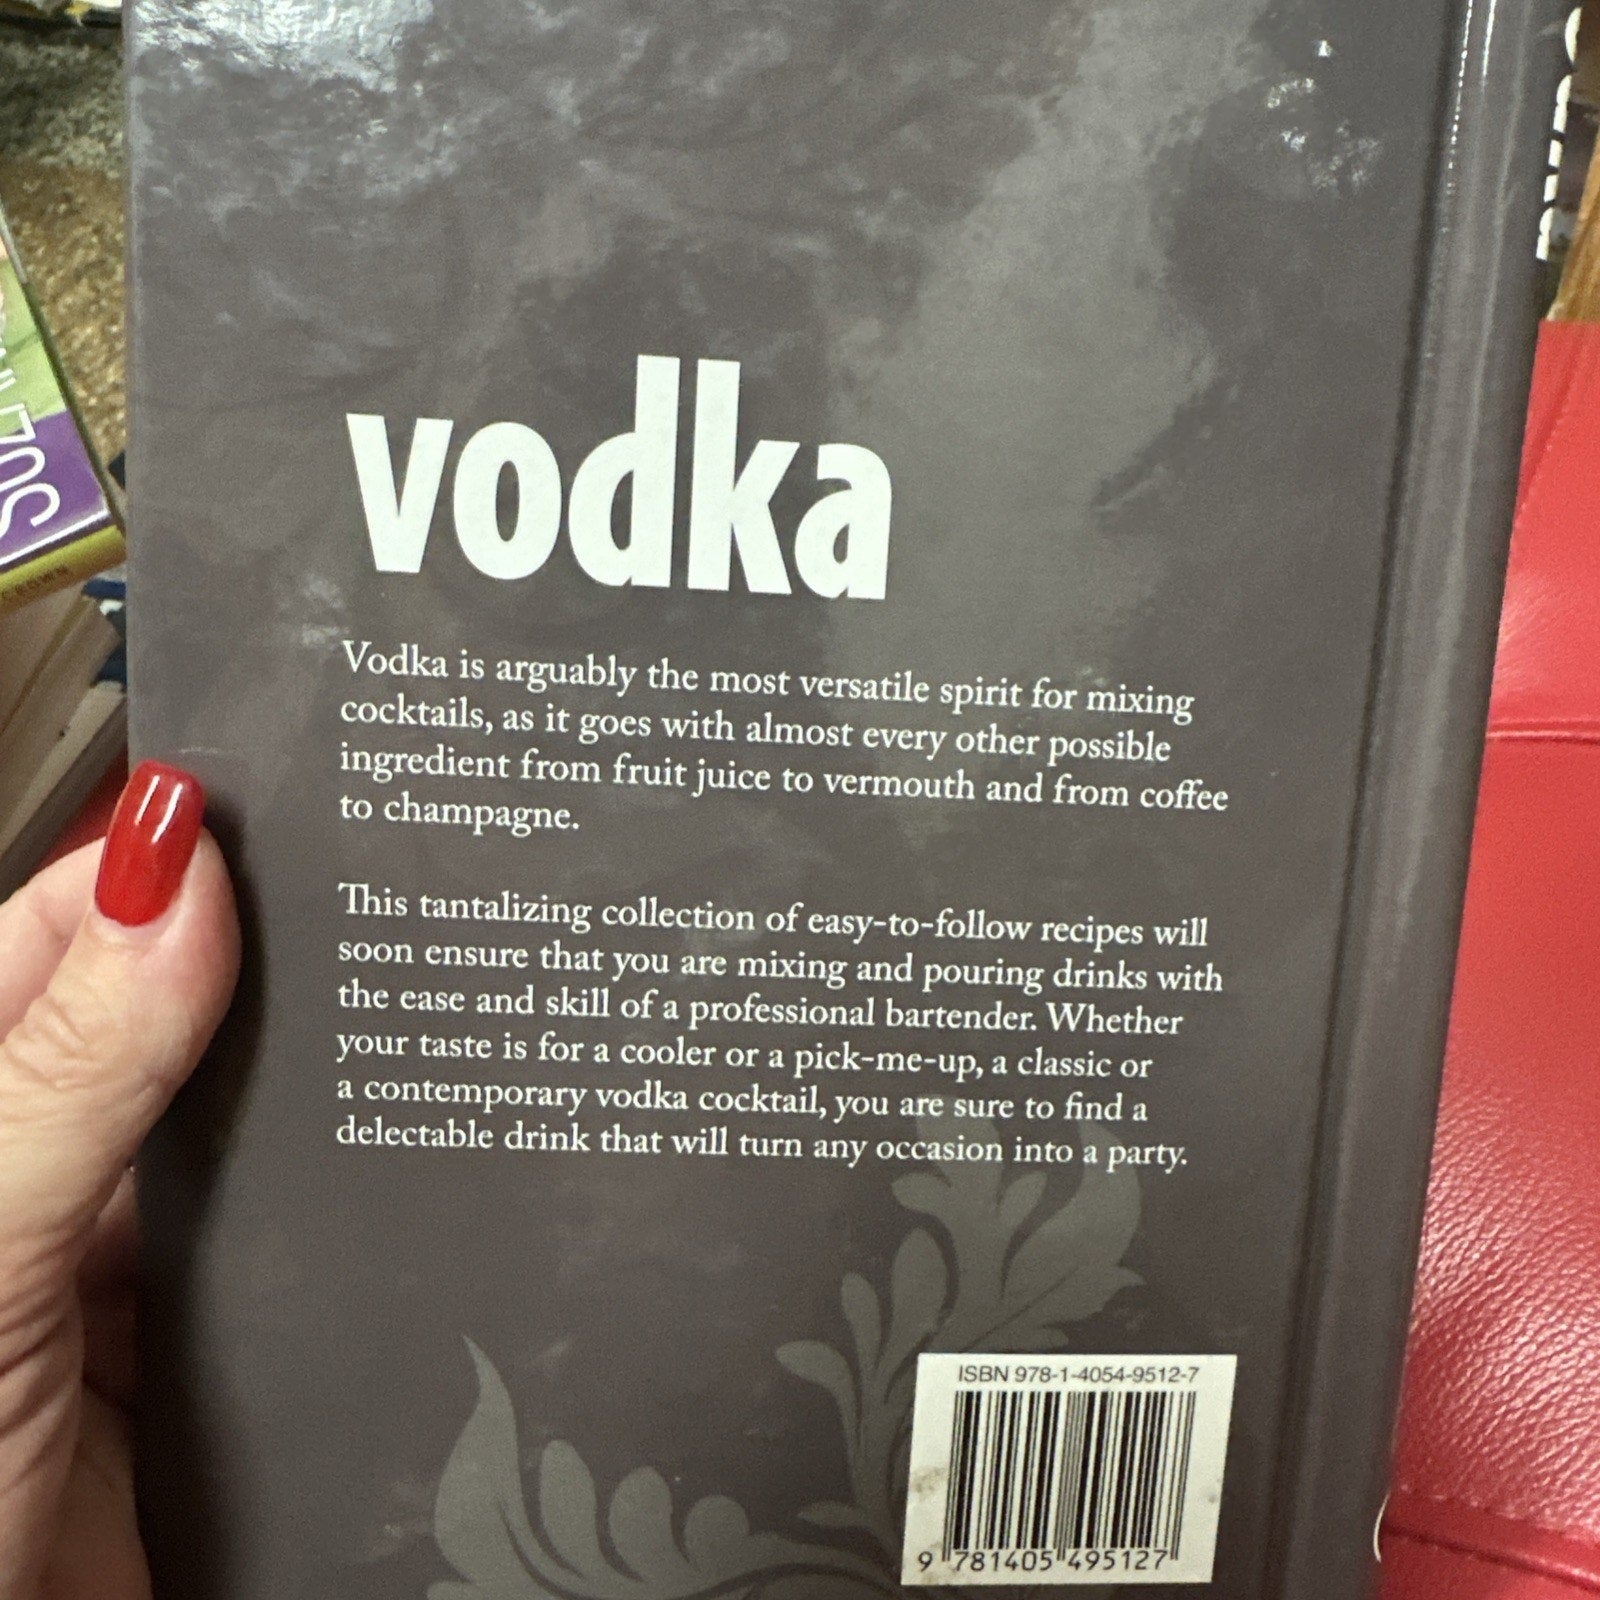 vodka
Vodka is arguably the most versatile spirit for mixing
cocktails, as it goes with almost every other possible
ingredient from fruit juice to vermouth and from coffee
to champagne.
This tantalizing collection of easy-to-follow recipes will
soon ensure that you are mixing and pouring drinks with
the ease and skill of a professional bartender. Whether
your taste is for a cooler or a pick-me-up, a classic or
a contemporary vodka cocktail, you are sure to find a
delectable drink that will turn any occasion into a party.
ISBN 978-1-4054-9512-7
9 781405 495127